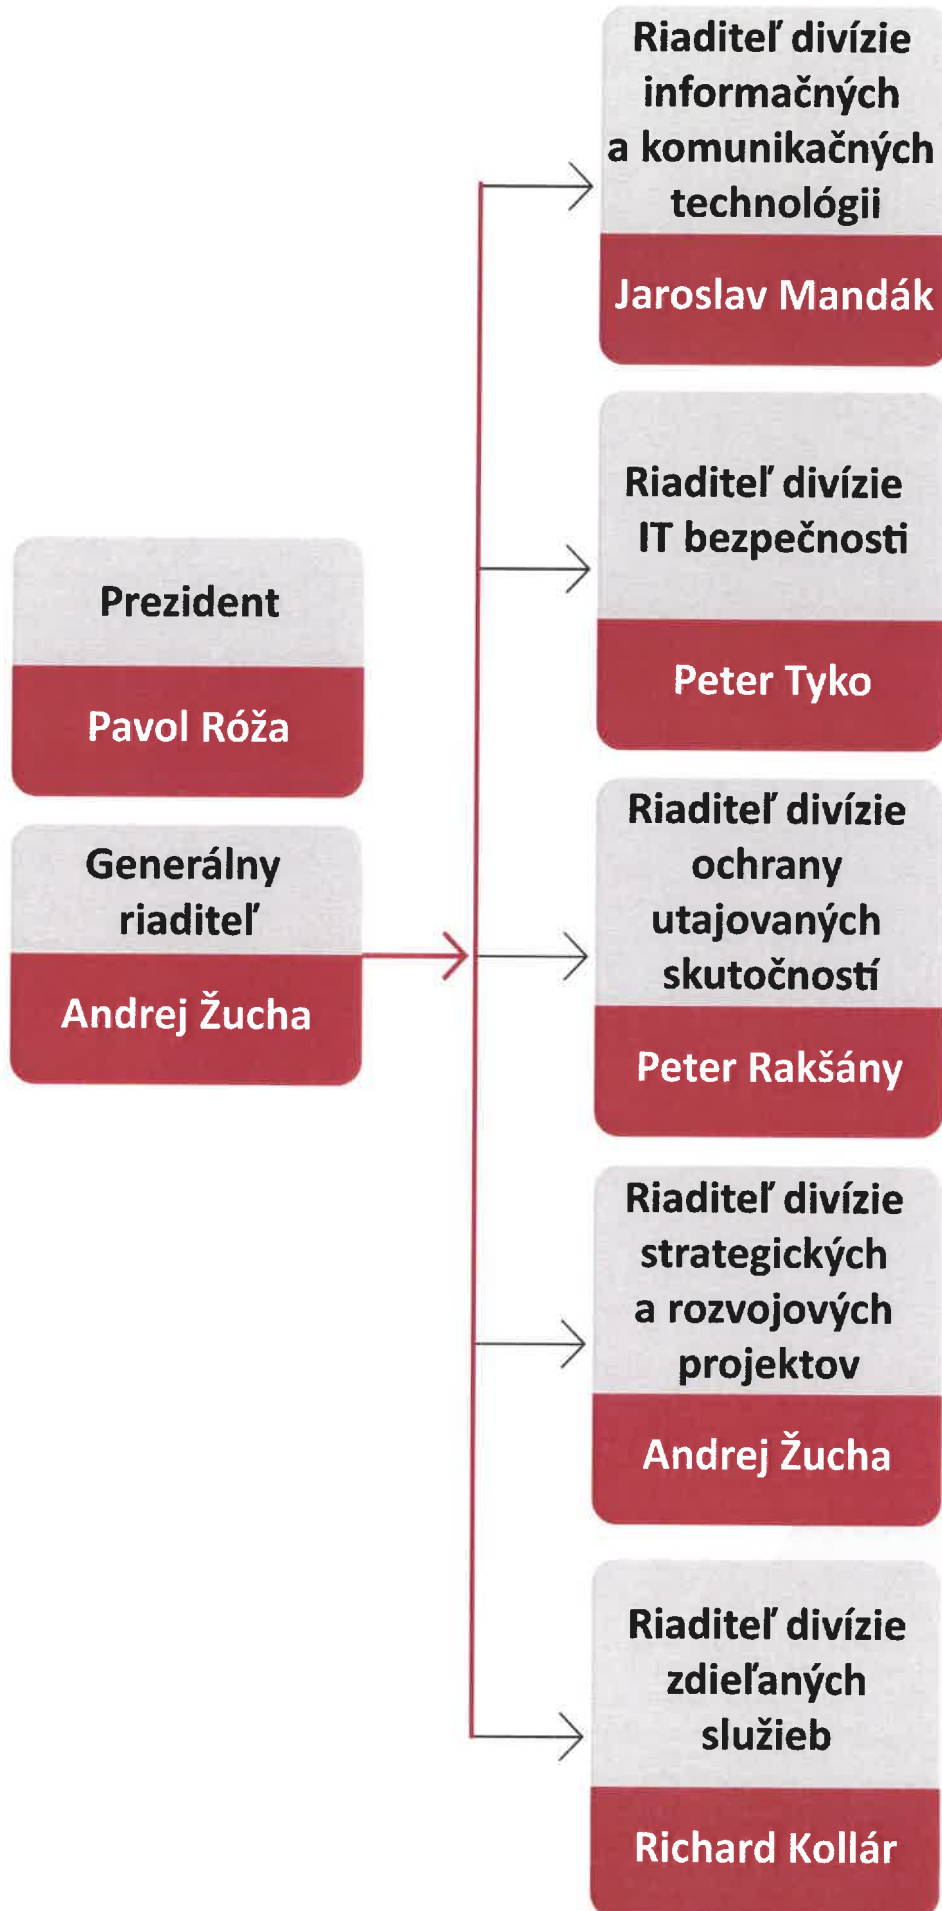 Prezident
Pavol Róža
Generálny
riaditeľ
Andrej Žucha
Riaditeľ divízie
informačných
a komunikačných
technológii
Jaroslav Mandák
Riaditeľ divízie
IT bezpečnosti
Peter Tyko
Riaditeľ divízie
ochrany
utajovaných
skutočností
Peter Rakšány
Riaditeľ divízie
strategických
a rozvojových
projektov
Andrej Žucha
Riaditeľ divízie
zdieľaných
služieb
Richard Kollár